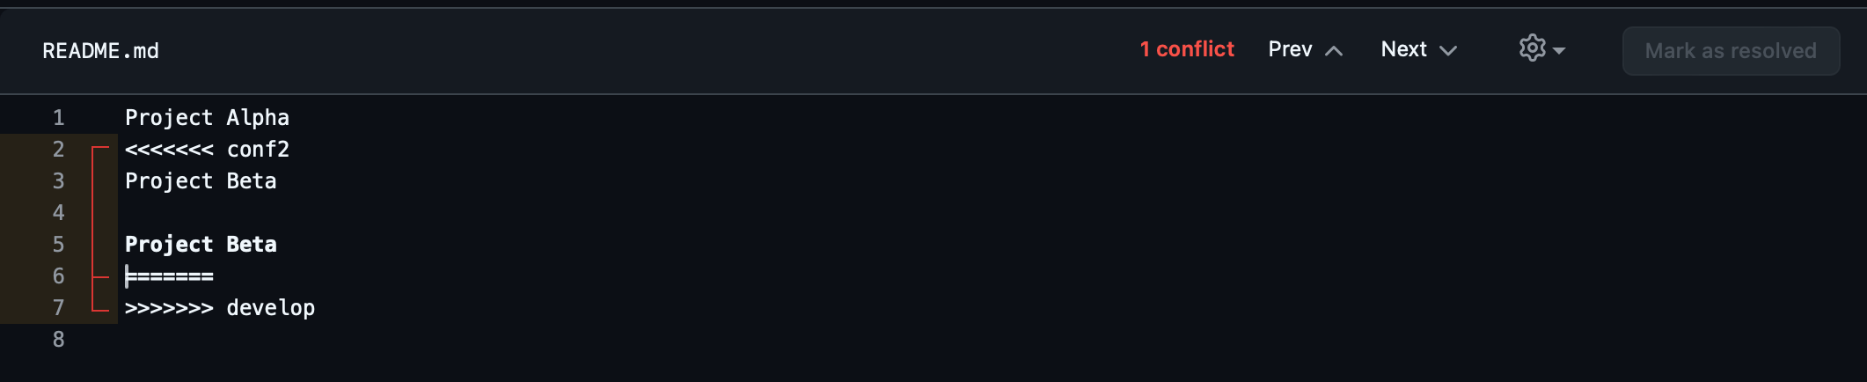 README.md 1 conflict Prev Next Mark as resolved
1 Project Alpha
2 <<<<<<< conf2
3 Project Beta
4
5 Project Beta
6 =======
7 >>>>>>> develop
8